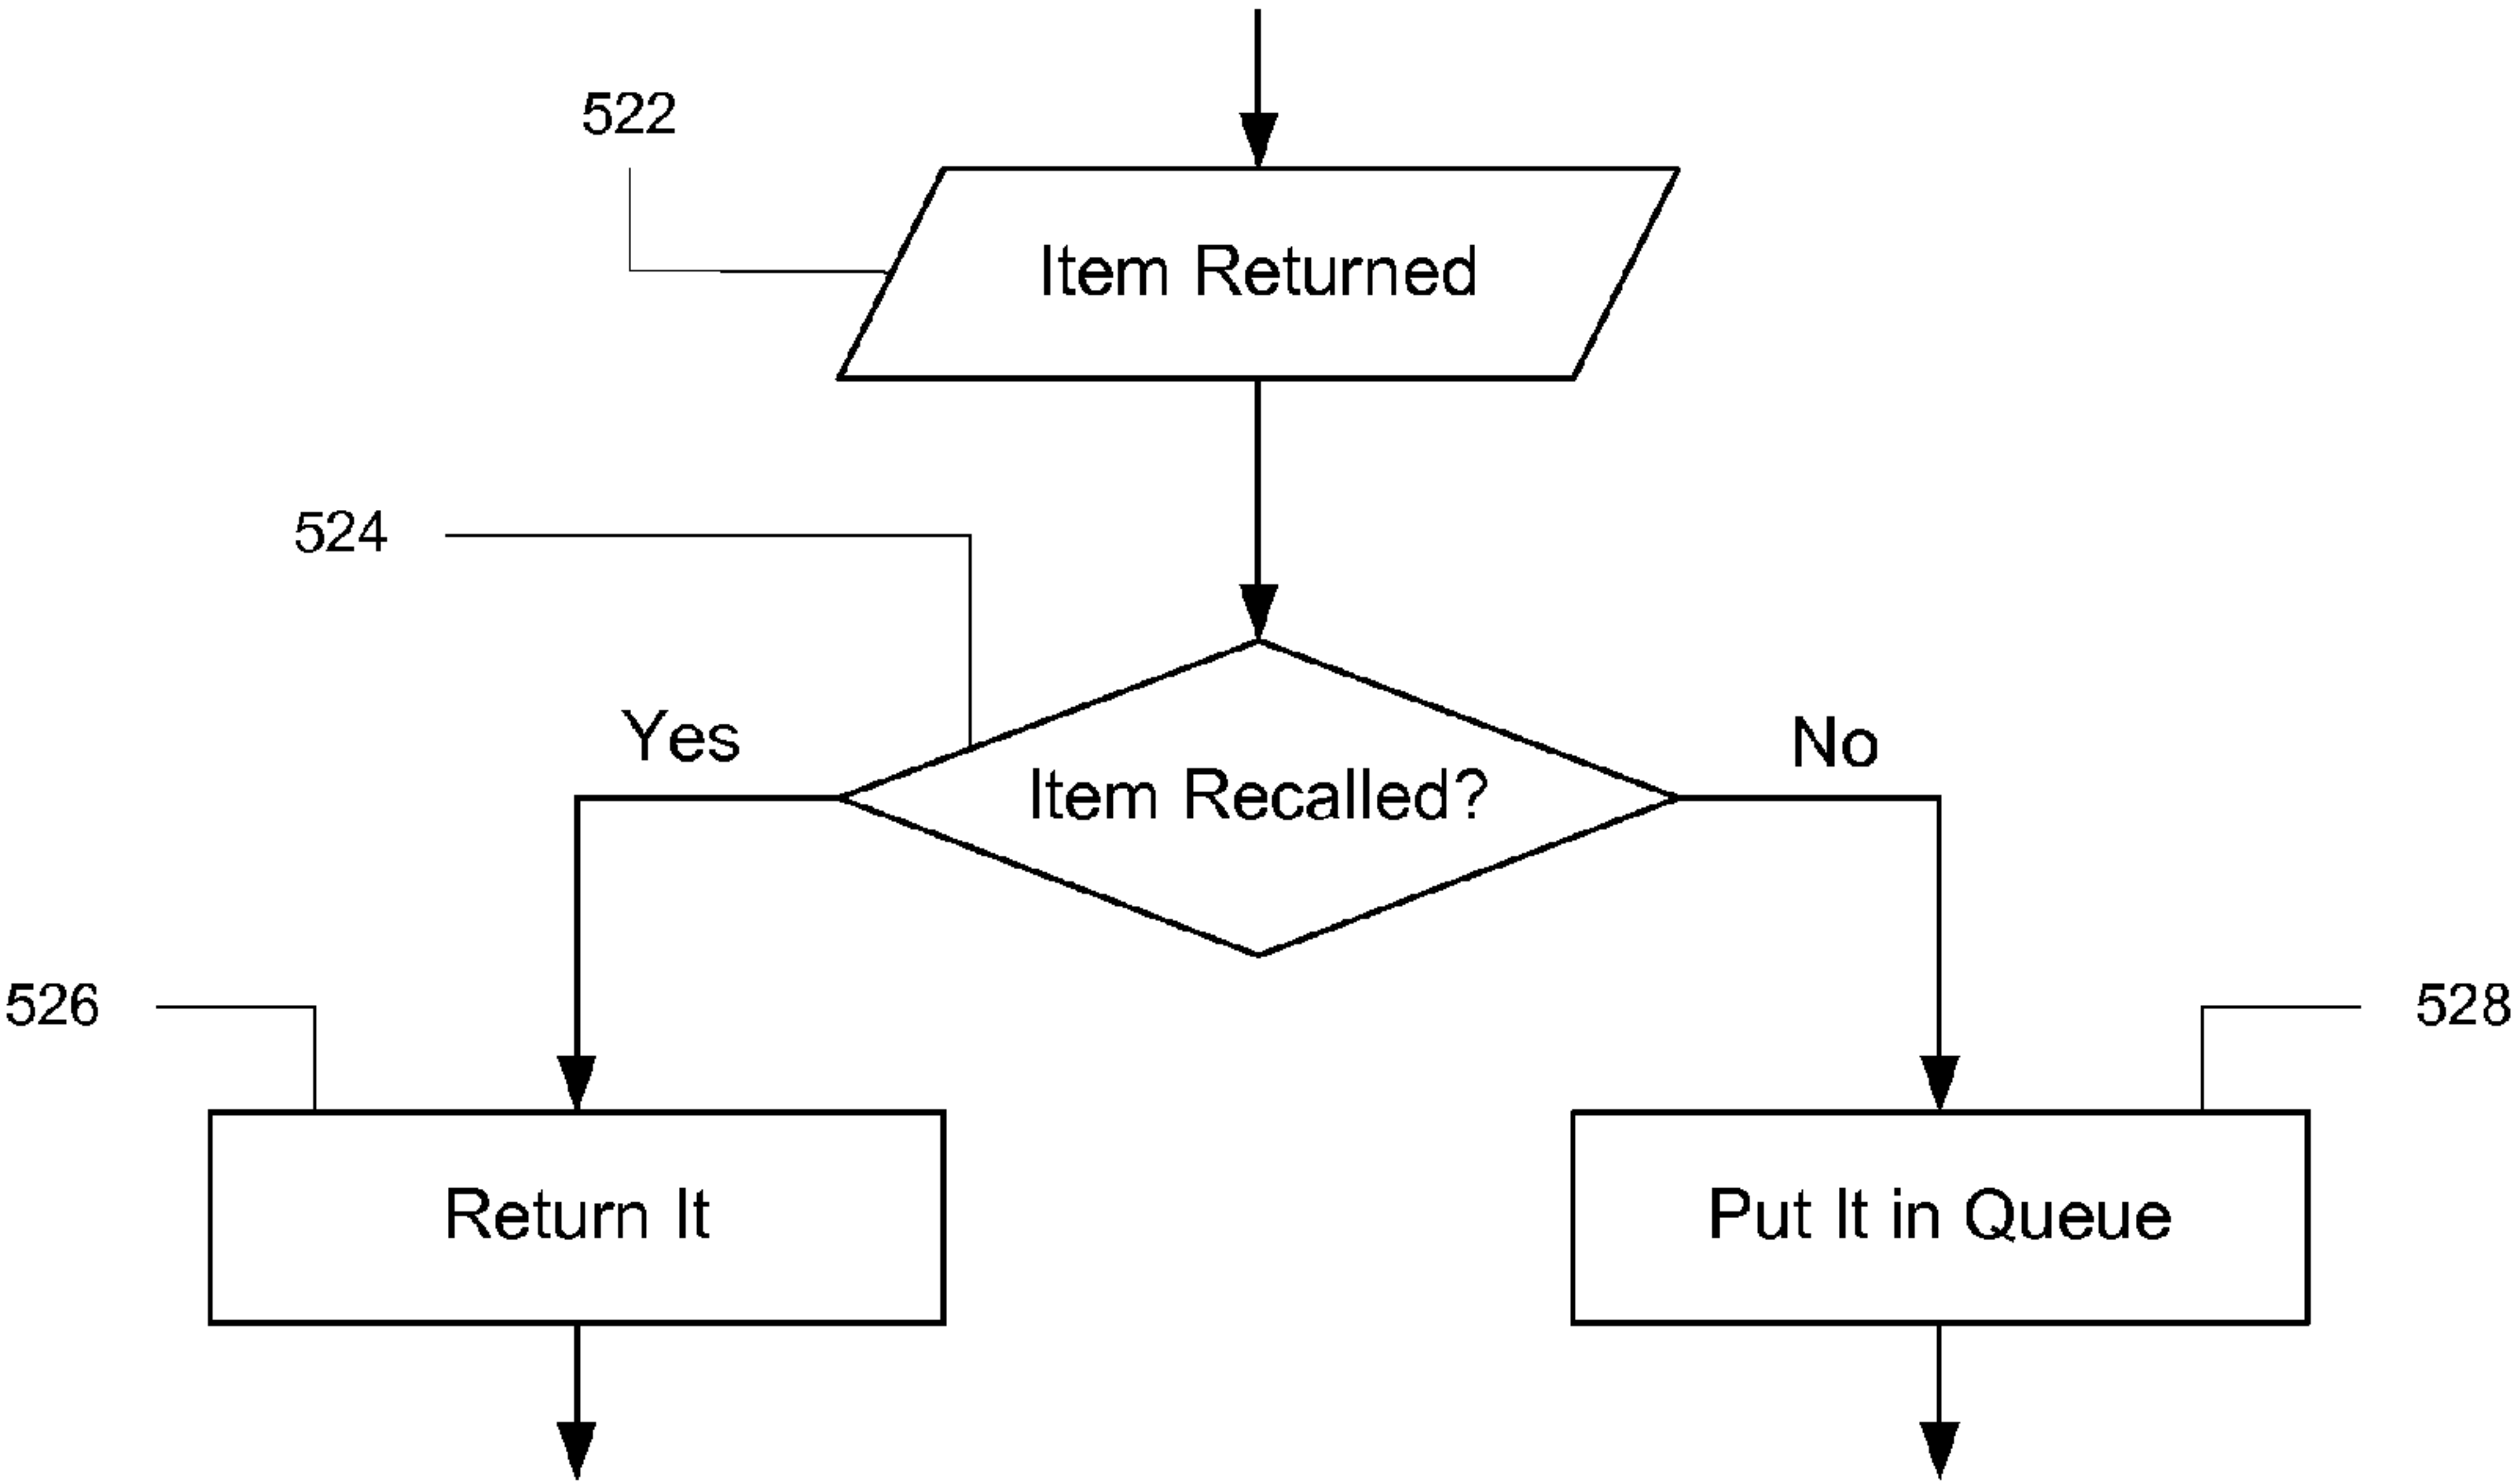 522
Item Returned
524
Yes
No
Item Recalled?
526
528
Return It
Put It in Queue